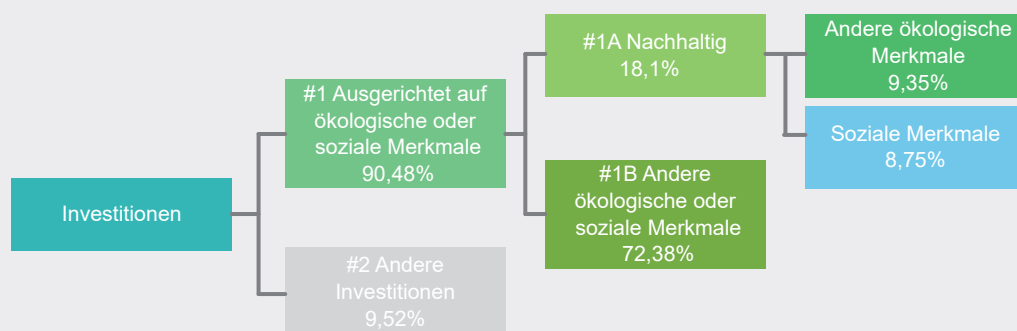 Investitionen
#1 Ausgerichtet auf
ökologische oder
soziale Merkmale
90,48%
#2 Andere
Investitionen
9,52%
#1A Nachhaltig
18,1%
#1B Andere
ökologische oder
soziale Merkmale
72,38%
Andere ökologische
Merkmale
9,35%
Soziale Merkmale
8,75%